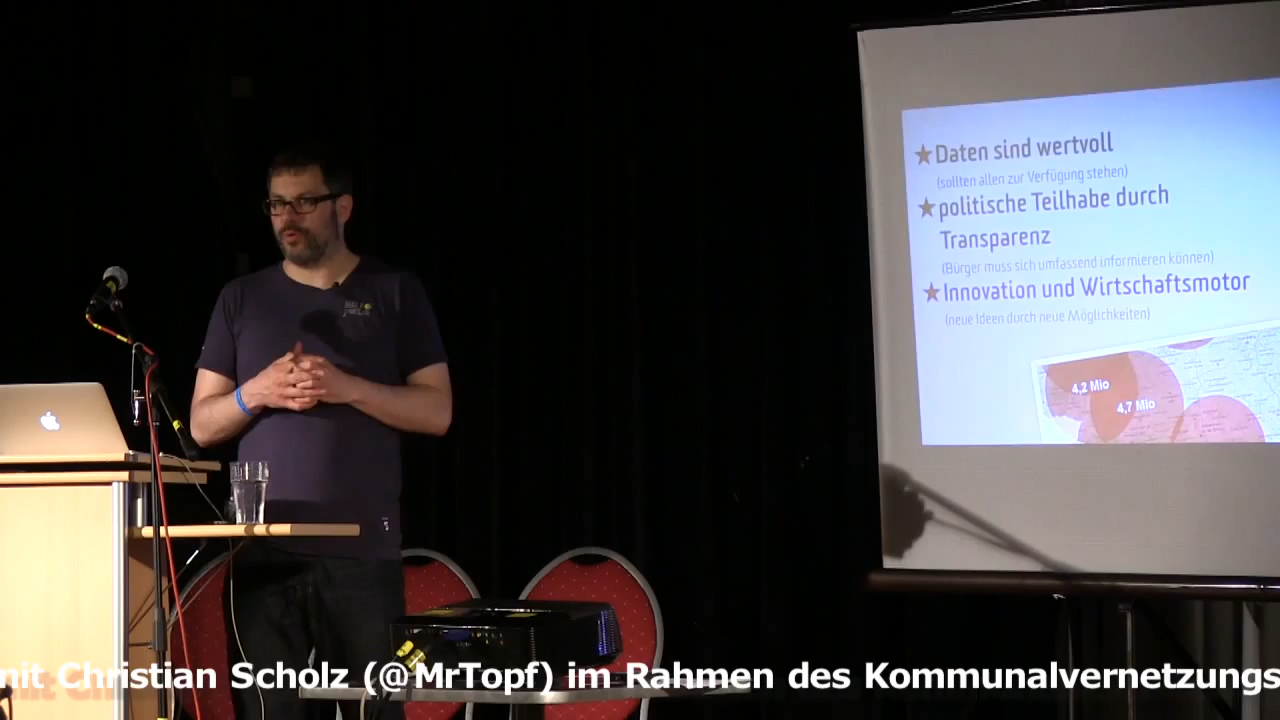 Daten sind wertvoll
(sollten allen zur Verfügung stehen)
politische Teilhabe durch
Transparenz
(Bürger muss sich umfassend informieren können)
Innovation und Wirtschaftsmotor
(neue Ideen durch neue Möglichkeiten)
4,2 Mio
4,7 Mio
Christian Scholz (@MrTopf) im Rahmen des Kommunalvernetzungs